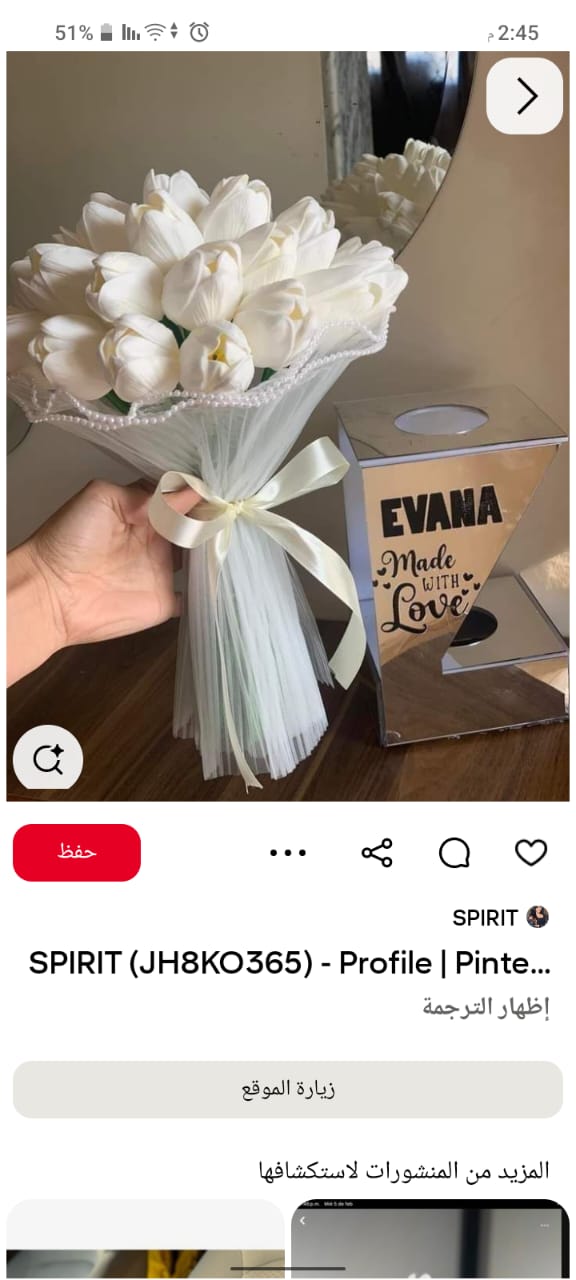 51%
2:45 م
EVANA
Made
WITH
Love
حفظ
SPIRIT
SPIRIT (JH8KO365) - Profile | Pinte...
إظهار الترجمة
زيارة الموقع
المزيد من المنشورات لاستكشافها